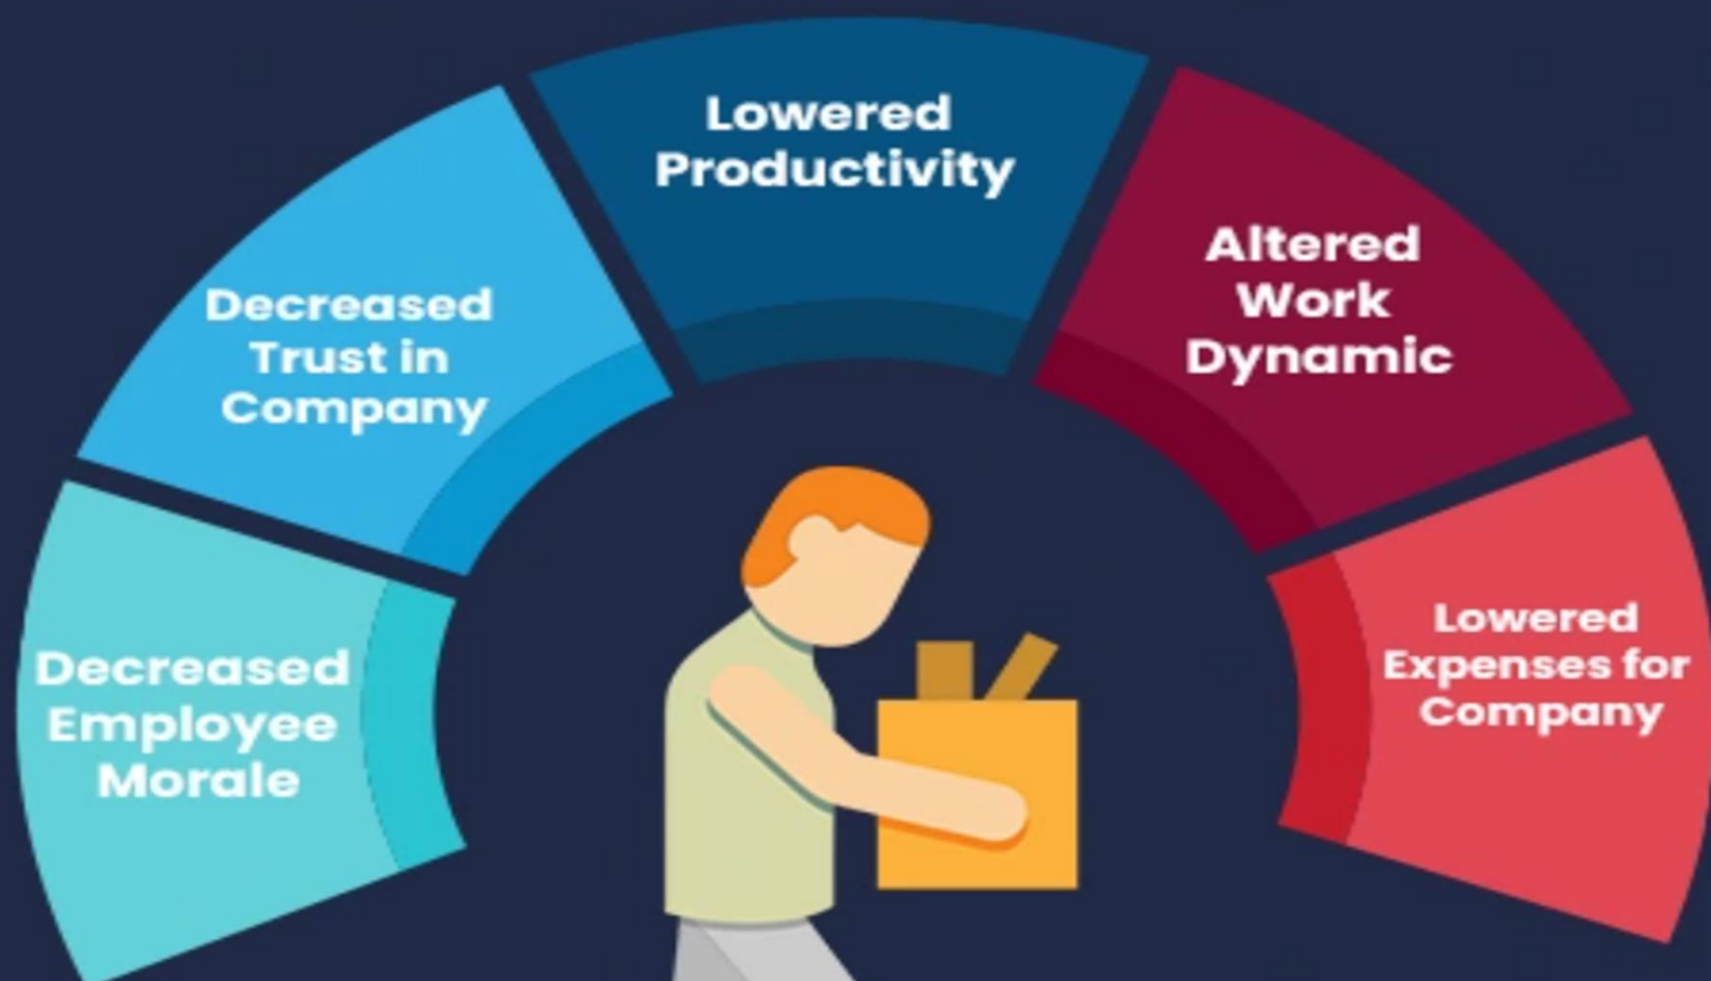 Decreased
Employee
Morale
Decreased
Trust in
Company
Lowered
Productivity
Altered
Work
Dynamic
Lowered
Expenses for
Company